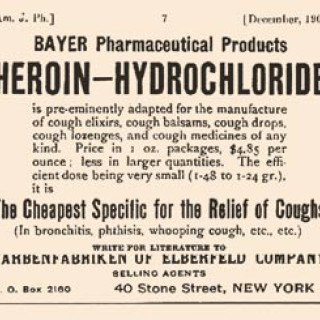 Am. J. Ph.] 7 [December, 190
BAYER Pharmaceutical Products
HEROIN—HYDROCHLORIDE
is pre-eminently adapted for the manufacture
of cough elixirs, cough balsams, cough drops,
cough lozenges, and cough medicines of any
kind. Price in 1 oz. packages, $4.85 per
ounce; less in larger quantities. The effi-
cient dose being very small (1-48 to 1-24 gr.),
it is
The Cheapest Specific for the Relief of Coughs
(In bronchitis, phthisis, whooping cough, etc., etc.)
WRITE FOR LITERATURE TO
FARBENFABRIKEN OF ELBERFELD COMPANY
SELLING AGENTS
. O. Box 2160 40 Stone Street, NEW YORK